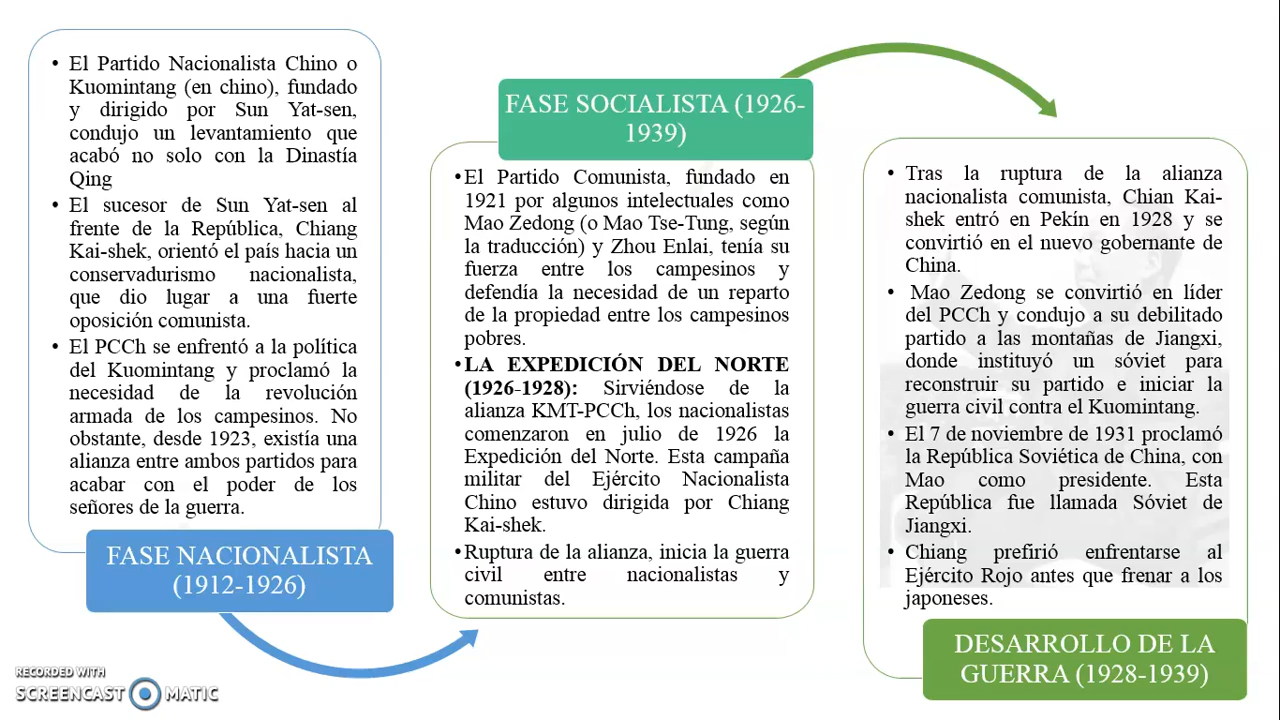 • El Partido Nacionalista Chino o
Kuomintang (en chino), fundado
y dirigido por Sun Yat-sen,
condujo un levantamiento que
acabó no solo con la Dinastía
Qing
• El sucesor de Sun Yat-sen al
frente de la República, Chiang
Kai-shek, orientó el país hacia un
conservadurismo nacionalista,
que dio lugar a una fuerte
oposición comunista.
• El PCCh se enfrentó a la política
del Kuomintang y proclamó la
necesidad de la revolución
armada de los campesinos. No
obstante, desde 1923, existía una
alianza entre ambos partidos para
acabar con el poder de los
señores de la guerra.
FASE NACIONALISTA
(1912-1926)
FASE SOCIALISTA (1926-
1939)
•El Partido Comunista, fundado en
1921 por algunos intelectuales como
Mao Zedong (o Mao Tse-Tung, según
la traducción) y Zhou Enlai, tenía su
fuerza entre los campesinos y
defendía la necesidad de un reparto
de la propiedad entre los campesinos
pobres.
•LA EXPEDICIÓN DEL NORTE
(1926-1928): Sirviéndose de la
alianza KMT-PCCh, los nacionalistas
comenzaron en julio de 1926 la
Expedición del Norte. Esta campaña
militar del Ejército Nacionalista
Chino estuvo dirigida por Chiang
Kai-shek.
•Ruptura de la alianza, inicia la guerra
civil entre nacionalistas y
comunistas.
• Tras la ruptura de la alianza
nacionalista comunista, Chian Kai-
shek entró en Pekín en 1928 y se
convirtió en el nuevo gobernante de
China.
• Mao Zedong se convirtió en líder
del PCCh y condujo a su debilitado
partido a las montañas de Jiangxi,
donde instituyó un sóviet para
reconstruir su partido e iniciar la
guerra civil contra el Kuomintang.
• El 7 de noviembre de 1931 proclamó
la República Soviética de China, con
Mao como presidente. Esta
República fue llamada Sóviet de
Jiangxi.
• Chiang prefirió enfrentarse al
Ejército Rojo antes que frenar a los
japoneses.
DESARROLLO DE LA
GUERRA (1928-1939)
RECORDED WITH
SCREENCAST MATIC